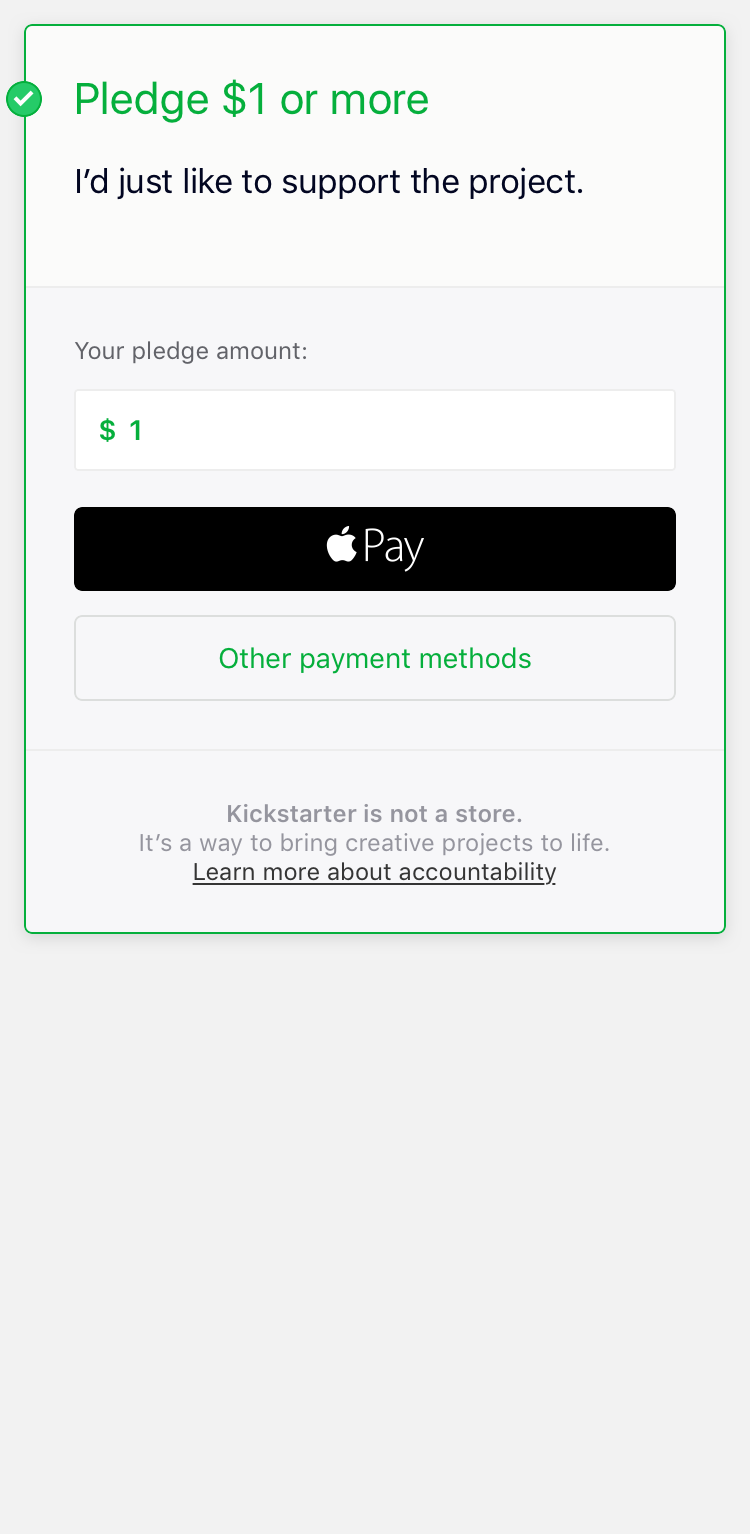 Pledge $1 or more
I’d just like to support the project.
Your pledge amount:
$ 1
Pay
Other payment methods
Kickstarter is not a store.
It’s a way to bring creative projects to life.
Learn more about accountability